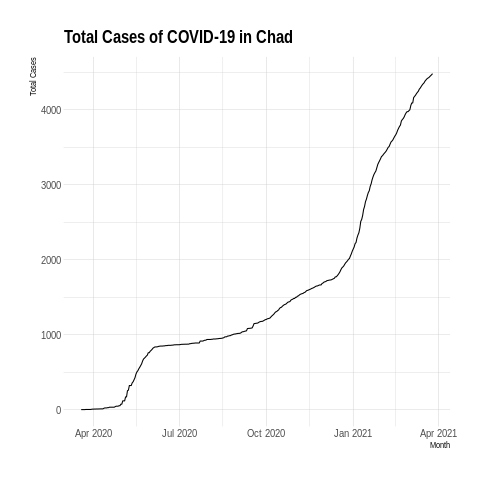 Total Cases of COVID-19 in Chad
Total Cases
4000
3000
2000
1000
0
Apr 2020 Jul 2020 Oct 2020 Jan 2021 Apr 2021
Month